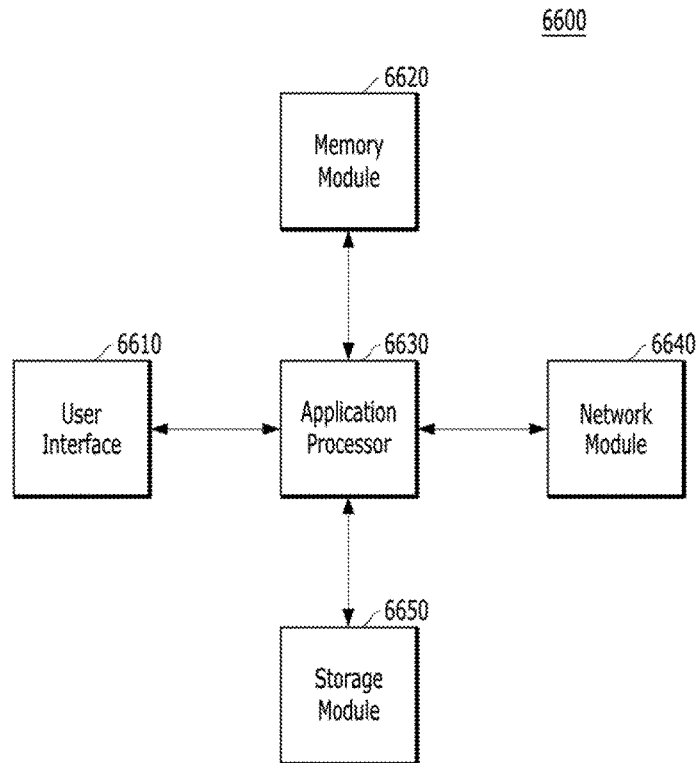 6600
6620
Memory
Module
6610
User
Interface
6630
Application
Processor
6640
Network
Module
6650
Storage
Module